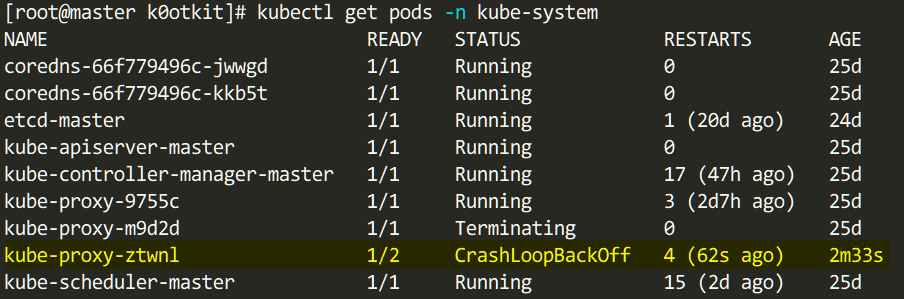 [root@master k0otkit]# kubectl get pods -n kube-system
NAME READY STATUS RESTARTS AGE
coredns-66f779496c-jwwgd 1/1 Running 0 25d
coredns-66f779496c-kkb5t 1/1 Running 0 25d
etcd-master 1/1 Running 1 (20d ago) 24d
kube-apiserver-master 1/1 Running 0 25d
kube-controller-manager-master 1/1 Running 17 (47h ago) 25d
kube-proxy-9755c 1/1 Running 3 (2d7h ago) 25d
kube-proxy-m9d2d 1/1 Terminating 0 25d
kube-proxy-ztwnl 1/2 CrashLoopBackOff 4 (62s ago) 2m33s
kube-scheduler-master 1/1 Running 15 (2d ago) 25d